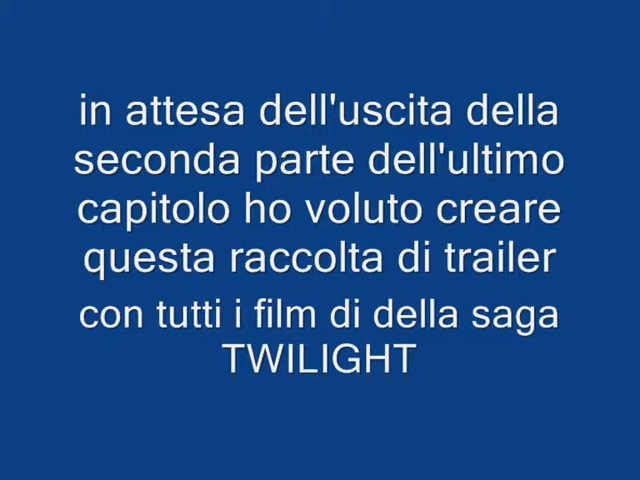 in attesa dell'uscita della
seconda parte dell'ultimo
capitolo ho voluto creare
questa raccolta di trailer
con tutti i film di della saga
TWILIGHT